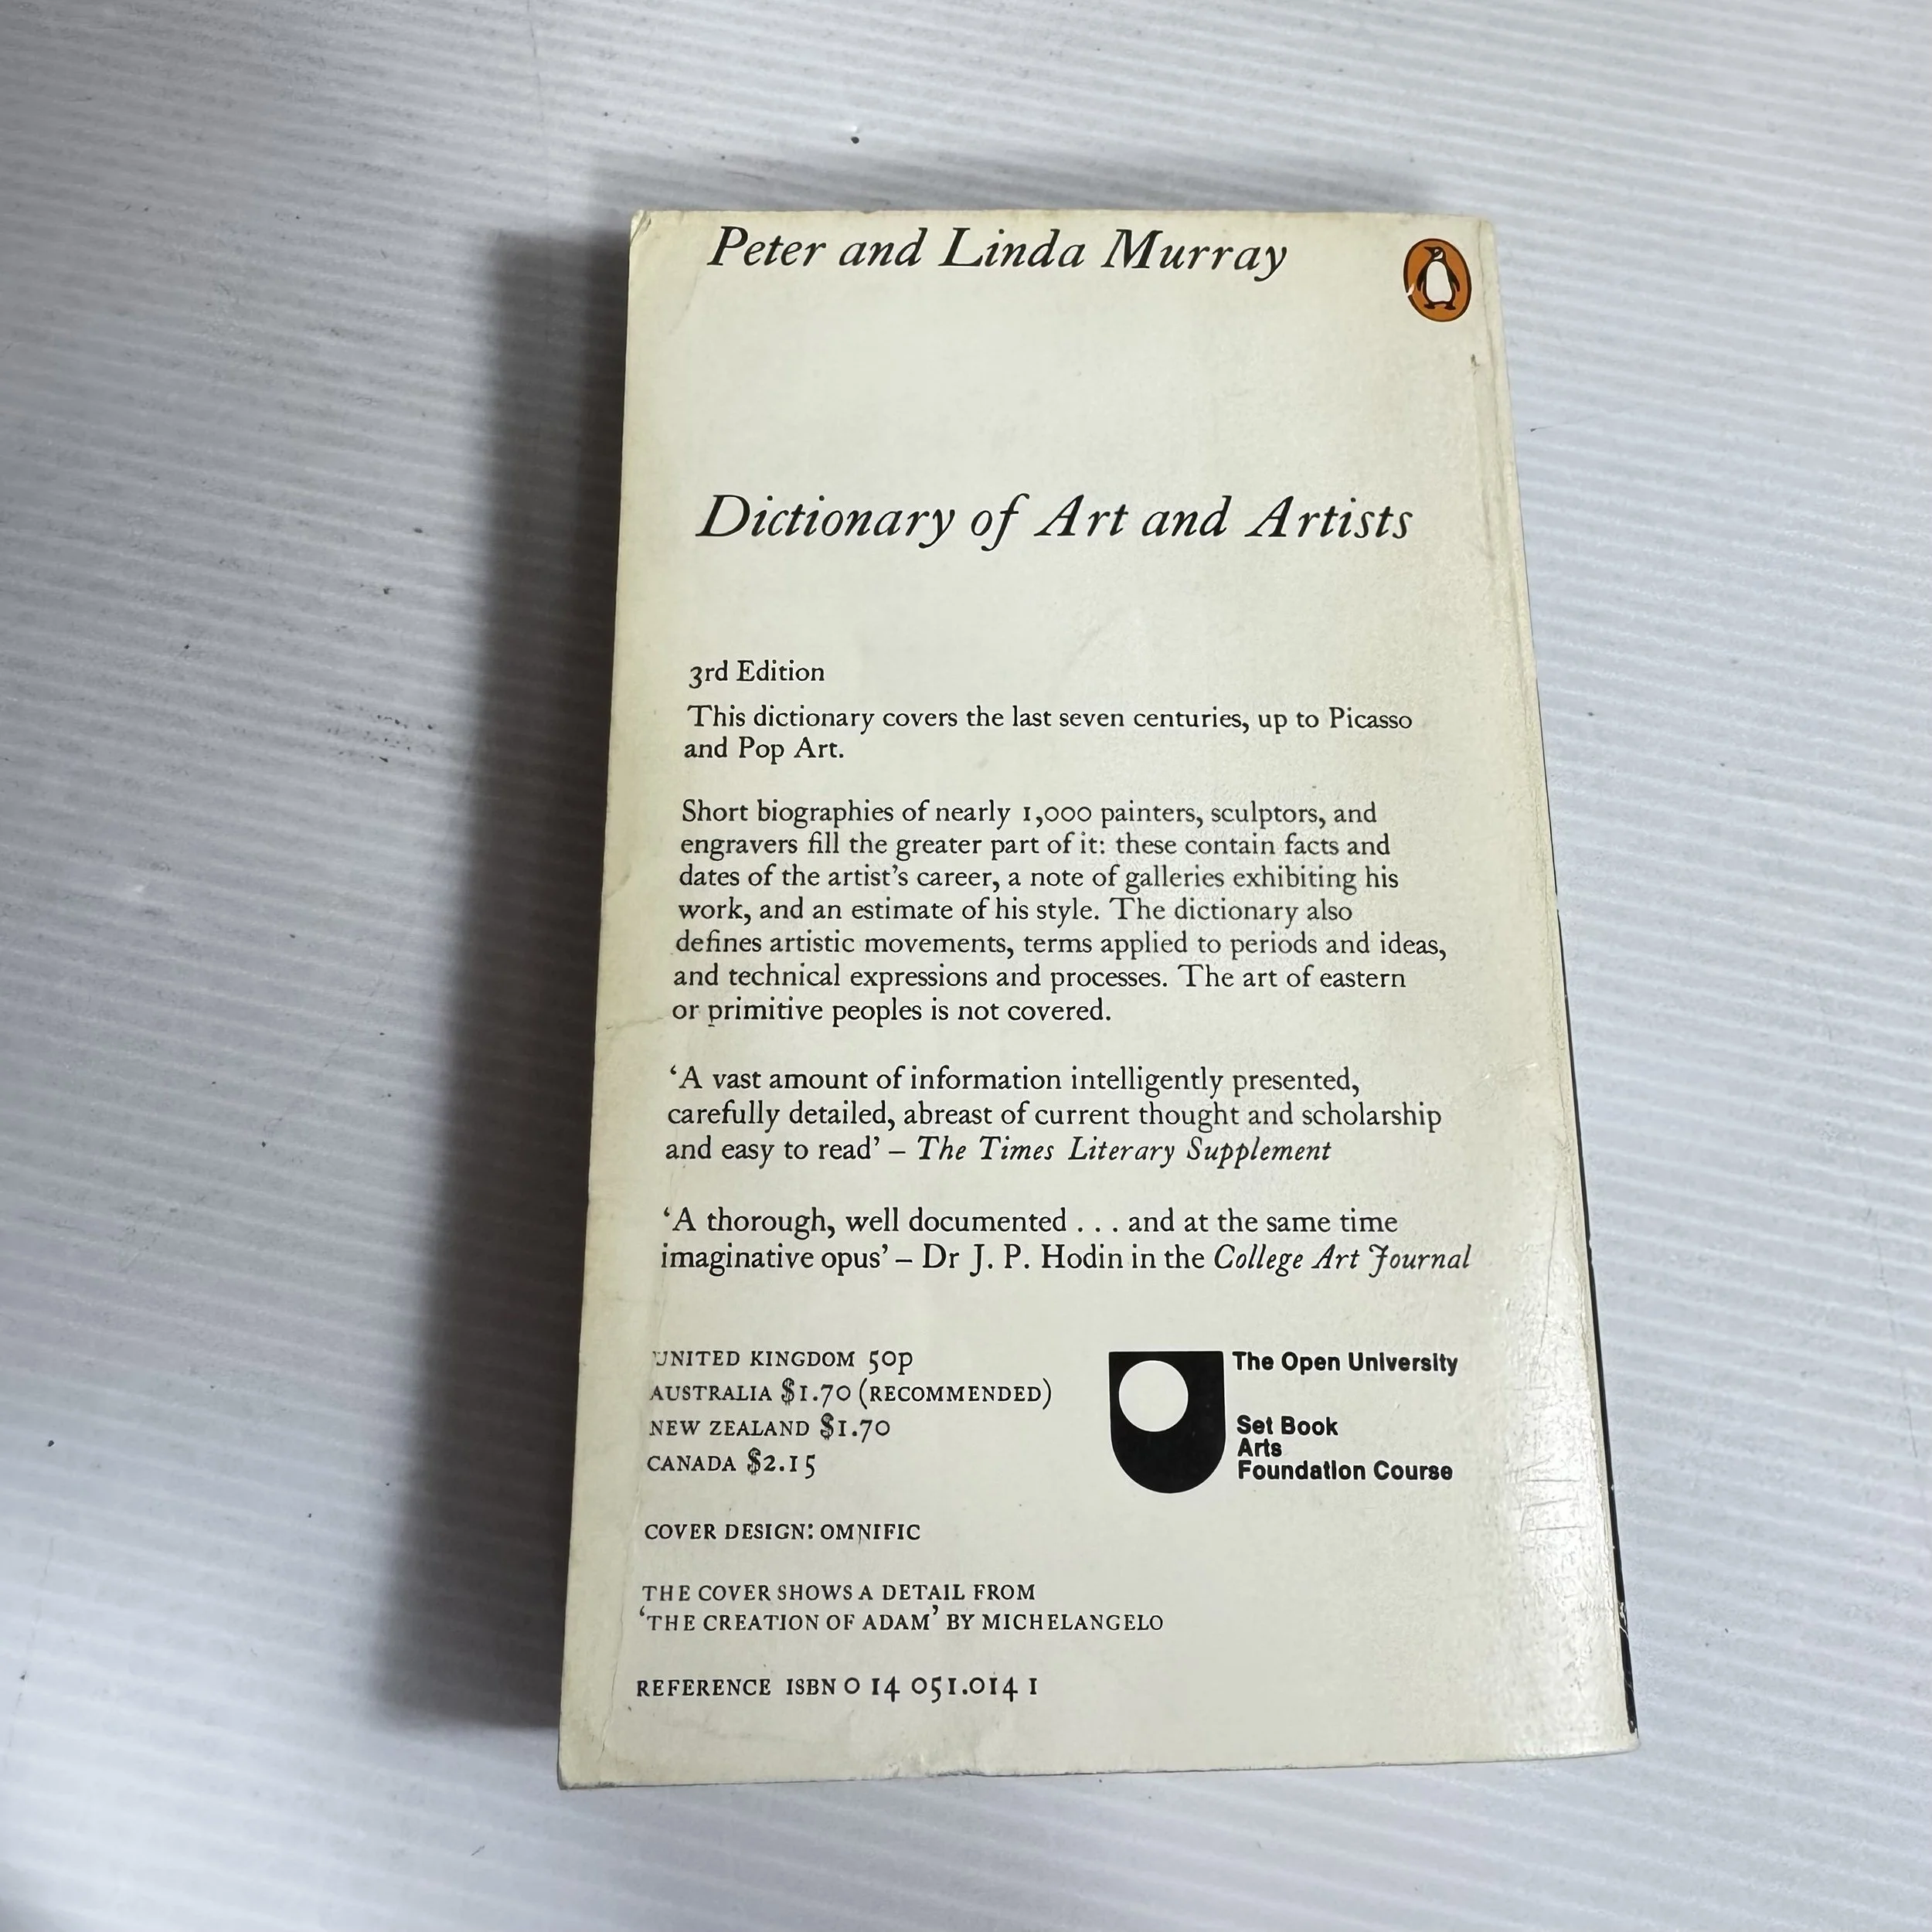 Peter and Linda Murray
Dictionary of Art and Artists
3rd Edition
This dictionary covers the last seven centuries, up to Picasso
and Pop Art.
Short biographies of nearly 1,000 painters, sculptors, and
engravers fill the greater part of it: these contain facts and
dates of the artist's career, a note of galleries exhibiting his
work, and an estimate of his style. The dictionary also
defines artistic movements, terms applied to periods and ideas,
and technical expressions and processes. The art of eastern
or primitive peoples is not covered.
‘A vast amount of information intelligently presented,
carefully detailed, abreast of current thought and scholarship
and easy to read’ – The Times Literary Supplement
‘A thorough, well documented . . . and at the same time
imaginative opus’ – Dr J. P. Hodin in the College Art Journal
UNITED KINGDOM 50p
AUSTRALIA $1.70 (RECOMMENDED)
NEW ZEALAND $1.70
CANADA $2.15
The Open University
Set Book
Arts
Foundation Course
COVER DESIGN: OMNIFIC
THE COVER SHOWS A DETAIL FROM
‘THE CREATION OF ADAM’ BY MICHELANGELO
REFERENCE ISBN 0 14 051.014 1